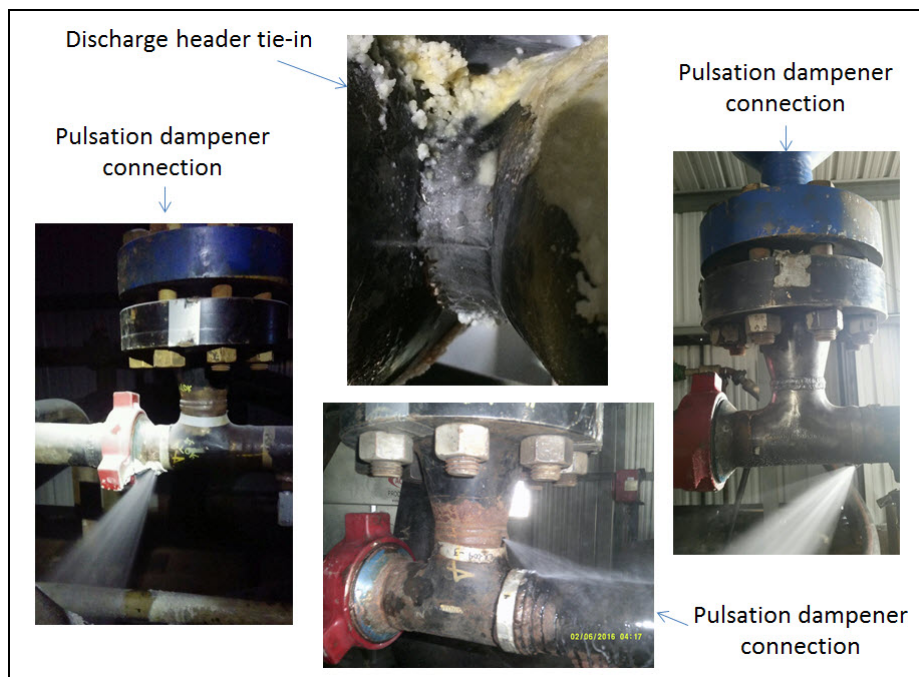 Discharge header tie-in
Pulsation dampener
connection
Pulsation dampener
connection
02/05/2016 04:17
Pulsation dampener
connection